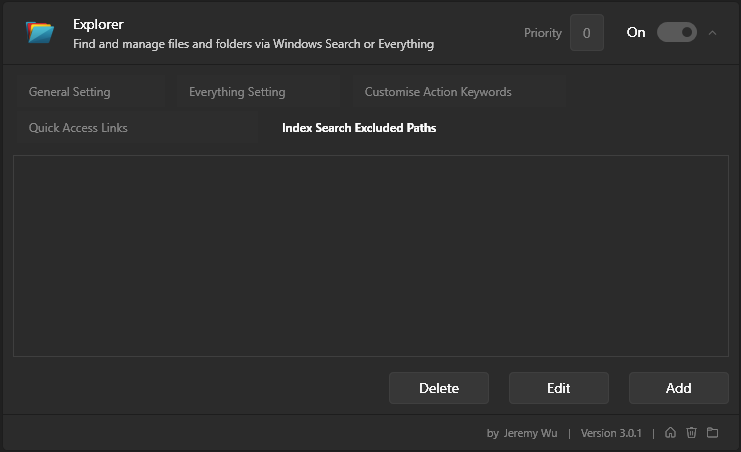 Explorer
Find and manage files and folders via Windows Search or Everything
Priority 0 On
General Setting Everything Setting Customise Action Keywords
Quick Access Links Index Search Excluded Paths
Delete Edit Add
by Jeremy Wu | Version 3.0.1 |